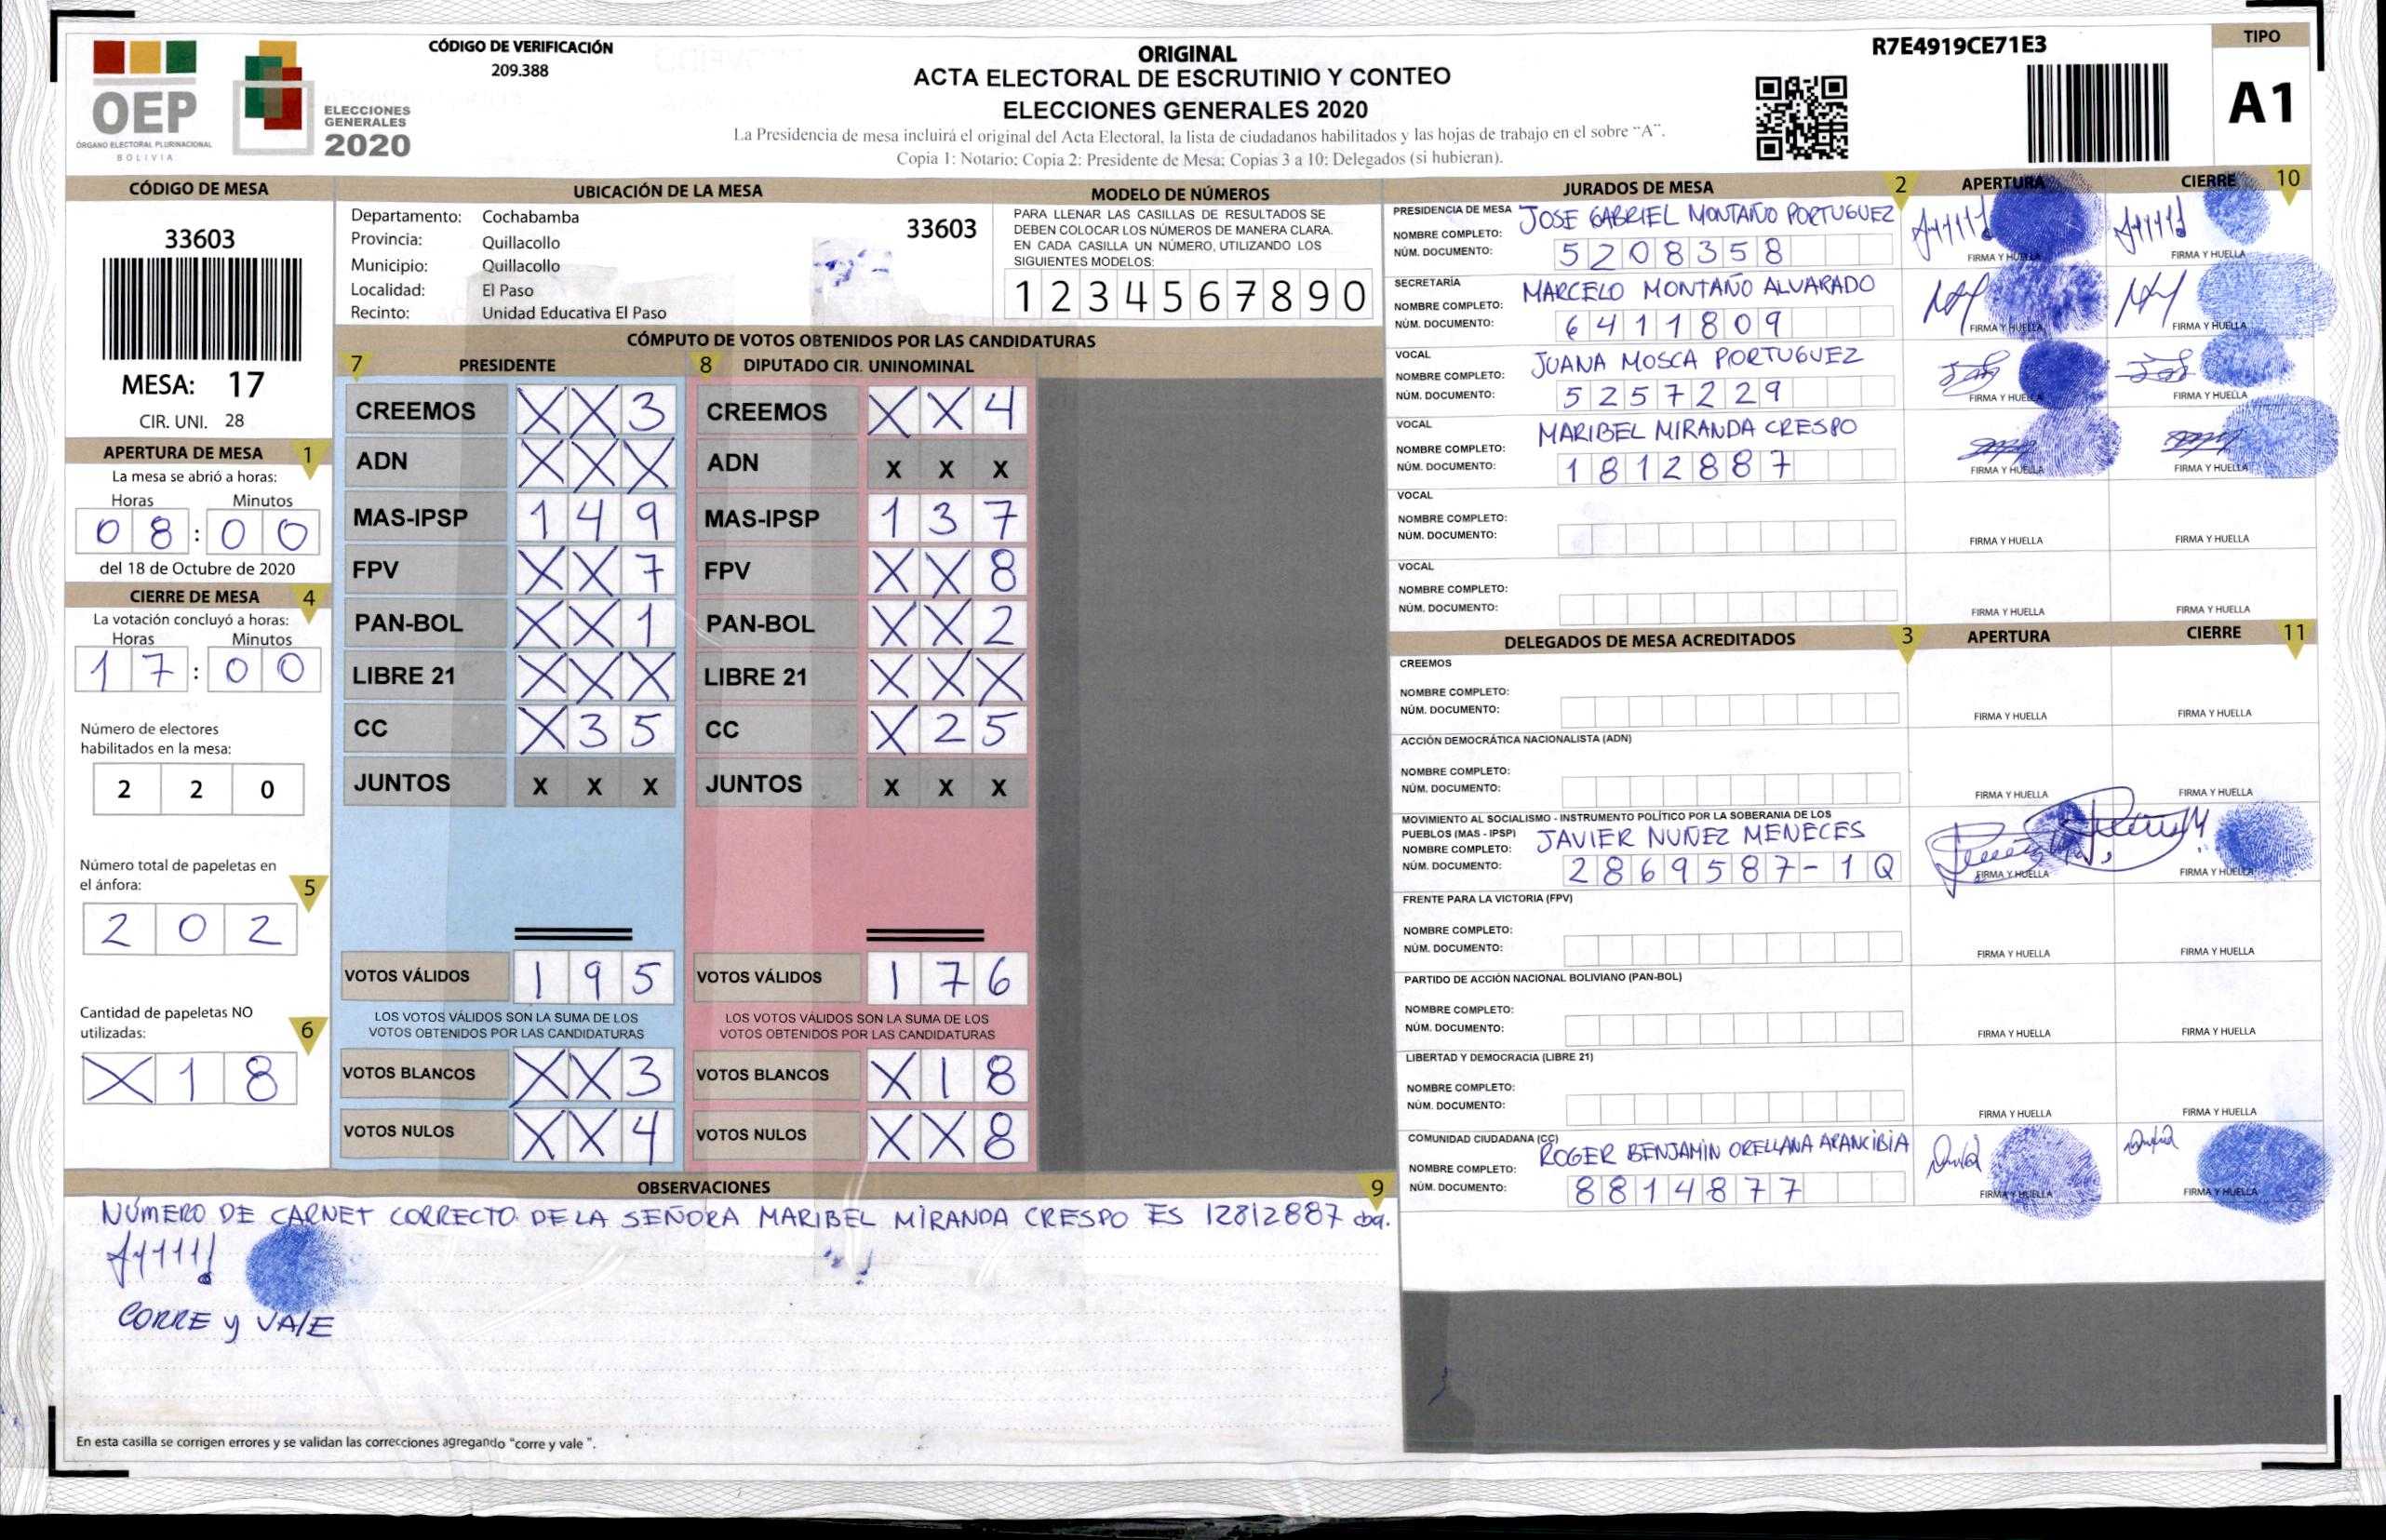 OEP
ÓRGANO ELECTORAL PLURINACIONAL
BOLIVIA
ELECCIONES
GENERALES
2020
CÓDIGO DE VERIFICACIÓN
209.388
ORIGINAL
ACTA ELECTORAL DE ESCRUTINIO Y CONTEO
ELECCIONES GENERALES 2020
La Presidencia de mesa incluirá el original del Acta Electoral, la lista de ciudadanos habilitados y las hojas de trabajo en el sobre "A".
Copia 1: Notario; Copia 2: Presidente de Mesa; Copias 3 a 10: Delegados (si hubieran).
R7E4919CE71E3
TIPO
A1
CÓDIGO DE MESA
33603
MESA: 17
CIR. UNI. 28
APERTURA DE MESA 1
La mesa se abrió a horas:
Horas Minutos
08:00
del 18 de Octubre de 2020
CIERRE DE MESA 4
La votación concluyó a horas:
Horas Minutos
17:00
Número de electores
habilitados en la mesa:
2 2 0
Número total de papeletas en
el ánfora: 5
2 0 2
Cantidad de papeletas NO
utilizadas: 6
X 1 8
UBICACIÓN DE LA MESA
Departamento: Cochabamba
33603
Provincia: Quillacollo
Municipio: Quillacollo
Localidad: El Paso
Recinto: Unidad Educativa El Paso
MODELO DE NÚMEROS
PARA LLENAR LAS CASILLAS DE RESULTADOS SE
DEBEN COLOCAR LOS NÚMEROS DE MANERA CLARA.
EN CADA CASILLA UN NÚMERO, UTILIZANDO LOS
SIGUIENTES MODELOS:
1 2 3 4 5 6 7 8 9 0
CÓMPUTO DE VOTOS OBTENIDOS POR LAS CANDIDATURAS
7 PRESIDENTE 8 DIPUTADO CIR. UNINOMINAL
CREEMOS X X 3 CREEMOS X X 4
ADN X X X ADN X X X
MAS-IPSP 1 4 9 MAS-IPSP 1 3 7
FPV X X 7 FPV X X 8
PAN-BOL X X 1 PAN-BOL X X 2
LIBRE 21 X X X LIBRE 21 X X X
CC X 3 5 CC X 2 5
JUNTOS X X X JUNTOS X X X
VOTOS VÁLIDOS 1 9 5 VOTOS VÁLIDOS 1 7 6
LOS VOTOS VÁLIDOS SON LA SUMA DE LOS LOS VOTOS VÁLIDOS SON LA SUMA DE LOS
VOTOS OBTENIDOS POR LAS CANDIDATURAS VOTOS OBTENIDOS POR LAS CANDIDATURAS
VOTOS BLANCOS X X 3 VOTOS BLANCOS X 1 8
VOTOS NULOS X X 4 VOTOS NULOS X X 8
JURADOS DE MESA 2 APERTURA CIERRE 10
PRESIDENCIA DE MESA
NOMBRE COMPLETO: JOSE GABRIEL MONTAÑO PORTUGUEZ
NÚM. DOCUMENTO: 5208358 FIRMA Y HUELLA FIRMA Y HUELLA
SECRETARÍA
NOMBRE COMPLETO: MARCELO MONTAÑO ALVARADO
NÚM. DOCUMENTO: 6411809 FIRMA Y HUELLA FIRMA Y HUELLA
VOCAL
NOMBRE COMPLETO: JUANA MOSCA PORTUGUEZ
NÚM. DOCUMENTO: 5257229 FIRMA Y HUELLA FIRMA Y HUELLA
VOCAL
NOMBRE COMPLETO: MARIBEL MIRANDA CRESPO
NÚM. DOCUMENTO: 1812887 FIRMA Y HUELLA FIRMA Y HUELLA
VOCAL
NOMBRE COMPLETO:
NÚM. DOCUMENTO: FIRMA Y HUELLA FIRMA Y HUELLA
VOCAL
NOMBRE COMPLETO:
NÚM. DOCUMENTO: FIRMA Y HUELLA FIRMA Y HUELLA
DELEGADOS DE MESA ACREDITADOS 3 APERTURA CIERRE 11
CREEMOS
NOMBRE COMPLETO:
NÚM. DOCUMENTO: FIRMA Y HUELLA FIRMA Y HUELLA
ACCIÓN DEMOCRÁTICA NACIONALISTA (ADN)
NOMBRE COMPLETO:
NÚM. DOCUMENTO: FIRMA Y HUELLA FIRMA Y HUELLA
MOVIMIENTO AL SOCIALISMO - INSTRUMENTO POLÍTICO POR LA SOBERANIA DE LOS
PUEBLOS (MAS - IPSP)
NOMBRE COMPLETO: JAVIER NUÑEZ MENECES
NÚM. DOCUMENTO: 2869587-1Q FIRMA Y HUELLA FIRMA Y HUELLA
FRENTE PARA LA VICTORIA (FPV)
NOMBRE COMPLETO:
NÚM. DOCUMENTO: FIRMA Y HUELLA FIRMA Y HUELLA
PARTIDO DE ACCIÓN NACIONAL BOLIVIANO (PAN-BOL)
NOMBRE COMPLETO:
NÚM. DOCUMENTO: FIRMA Y HUELLA FIRMA Y HUELLA
LIBERTAD Y DEMOCRACIA (LIBRE 21)
NOMBRE COMPLETO:
NÚM. DOCUMENTO: FIRMA Y HUELLA FIRMA Y HUELLA
COMUNIDAD CIUDADANA (CC)
NOMBRE COMPLETO: ROGER BENJAMIN ORELLANA ARANCIBIA
NÚM. DOCUMENTO: 8814877 FIRMA Y HUELLA FIRMA Y HUELLA
OBSERVACIONES 9
NÚMERO DE CARNET CORRECTO DE LA SEÑORA MARIBEL MIRANDA CRESPO ES 12812887 cba.
CORRE y VALE
En esta casilla se corrigen errores y se validan las correcciones agregando "corre y vale ".